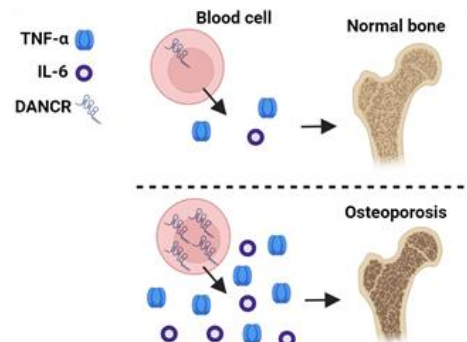 Blood cell
Normal bone
TNF-α
IL-6
DANCR
Osteoporosis